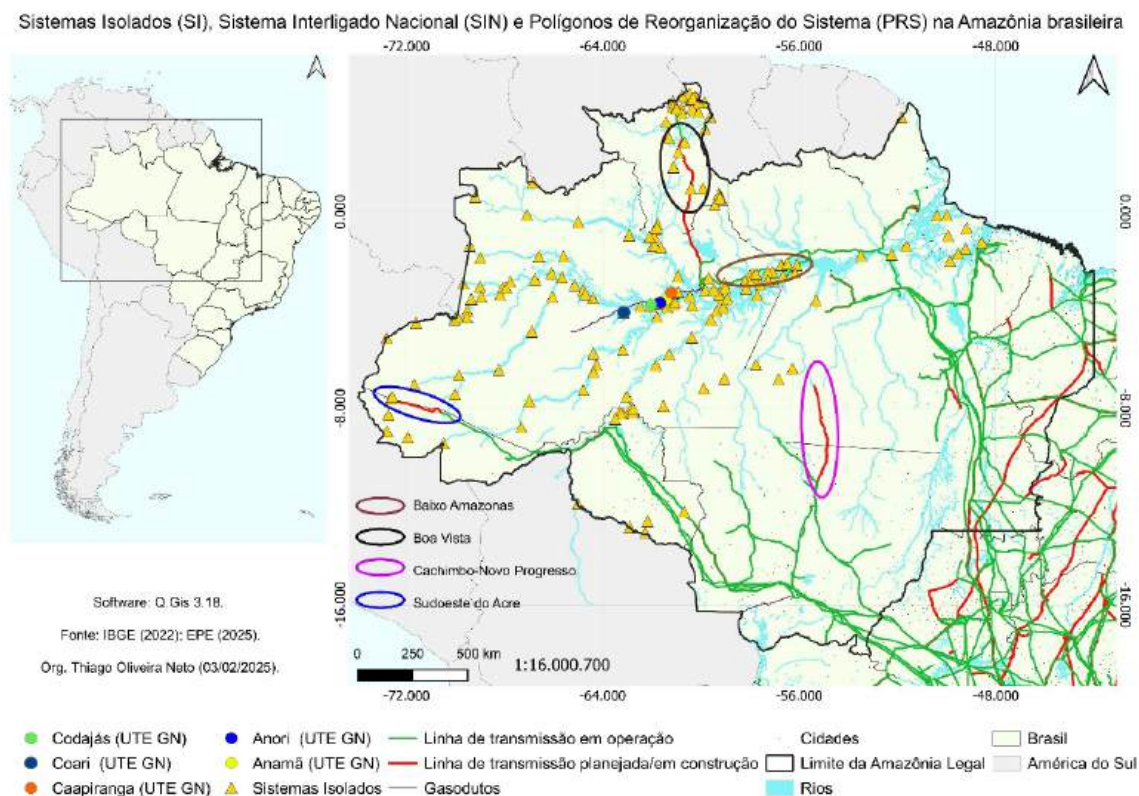 Sistemas Isolados (SI), Sistema Interligado Nacional (SIN) e Polígonos de Reorganização do Sistema (PRS) na Amazônia brasileira
-72.000 -64.000 -56.000 -48.000
0.000 0.000
-8.000 -8.000
-16.000 -16.000
Baixo Amazonas
Boa Vista
Cachimbo-Novo Progresso
Sudoeste do Acre
Software: Q Gis 3.18.
Fonte: IBGE (2022); EPE (2025).
Org. Thiago Oliveira Neto (03/02/2025).
0 250 500 km
1:16.000.700
-72.000 -64.000 -56.000 -48.000
Codajás (UTE GN) Anori (UTE GN) Linha de transmissão em operação Cidades Brasil
Coari (UTE GN) Anamã (UTE GN) Linha de transmissão planejada/em construção Limite da Amazônia Legal América do Sul
Caapiranga (UTE GN) Sistemas Isolados Gasodutos Rios